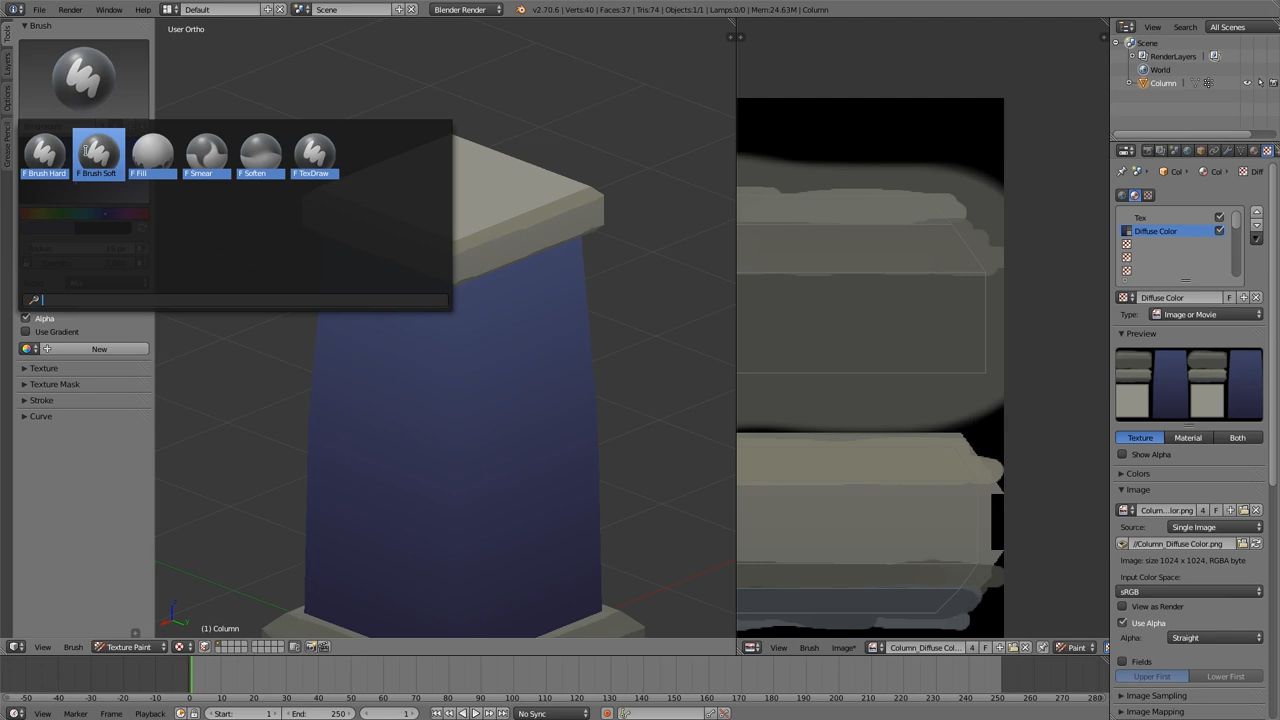 File Render Window Help Default Scene Blender Render v2.70.6 | Verts:40 | Faces:37 | Tris:74 | Objects:1/1 | Lamps:0/0 | Mem:24.63M | Column
Brush
User Ortho
View Search All Scenes
Scene
RenderLayers
World
Column
Tools
Layers
Options
Grease Pencil
F Brush Hard F Brush Soft F Fill F Smear F Soften F TexDraw
Col Col Diff
Tex
Diffuse Color
Diffuse Color F
Type: Image or Movie
Preview
Alpha
Use Gradient
New
Texture
Texture Mask
Stroke
Curve
Texture Material Both
Show Alpha
Colors
Image
Colum...lor.png 4 F
Source: Single Image
//Column_Diffuse Color.png
Image: size 1024 x 1024, RGBA byte
Input Color Space:
sRGB
View as Render
Use Alpha
Alpha: Straight
Fields
Upper First Lower First
Image Sampling
Image Mapping
(1) Column
View Brush Texture Paint
View Brush Image* Column_Diffuse Col... 4 F Paint
-50 -40 -30 -20 -10 0 10 20 30 40 50 60 70 80 90 100 110 120 130 140 150 160 170 180 190 200 210 220 230 240 250 260 270 280
View Marker Frame Playback Start: 1 End: 250 1 No Sync